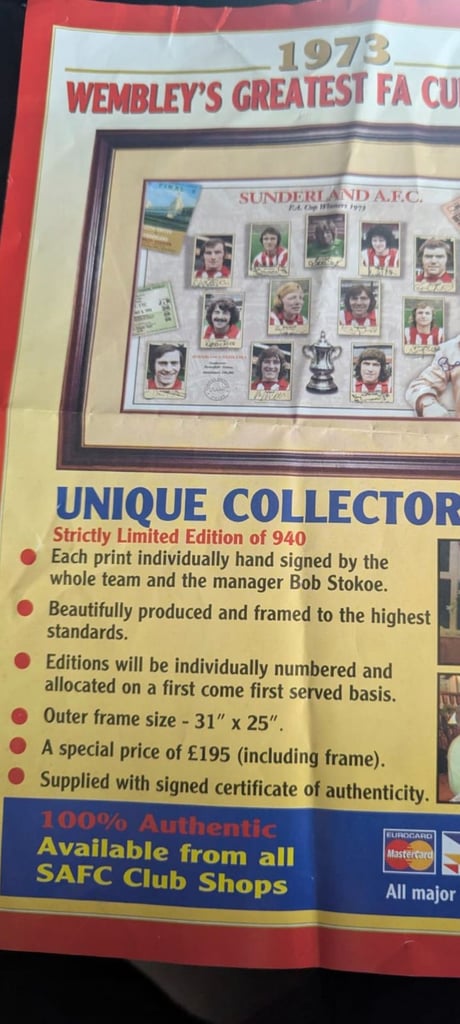 1973
WEMBLEY'S GREATEST FA CU
SUNDERLAND A.F.C.
F.A. Cup Winners 1973
UNIQUE COLLECTOR
Strictly Limited Edition of 940
Each print individually hand signed by the
whole team and the manager Bob Stokoe.
Beautifully produced and framed to the highest
standards.
Editions will be individually numbered and
allocated on a first come first served basis.
Outer frame size - 31" x 25".
A special price of £195 (including frame).
Supplied with signed certificate of authenticity.
100% Authentic
Available from all
SAFC Club Shops
EUROCARD
MasterCard
All major